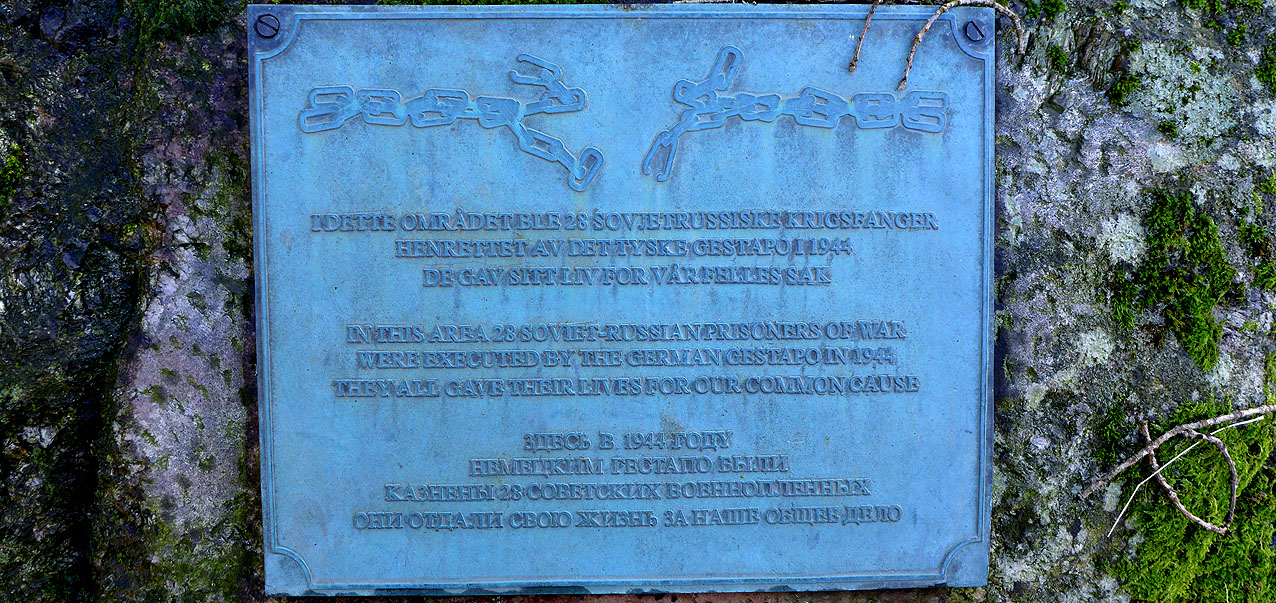 I DETTE OMRÅDET BLE 28 SOVJETRUSSISKE KRIGSFANGER
HENRETTET AV DET TYSKE GESTAPO I 1944
DE GAV SITT LIV FOR VÅR FELLES SAK
IN THIS AREA 28 SOVIET-RUSSIAN PRISONERS OF WAR
WERE EXECUTED BY THE GERMAN GESTAPO IN 1944
THEY ALL GAVE THEIR LIVES FOR OUR COMMON CAUSE
ЗДЕСЬ В 1944 ГОДУ
НЕМЕЦКИМ ГЕСТАПО БЫЛИ
КАЗНЕНЫ 28 СОВЕТСКИХ ВОЕННОПЛЕННЫХ
ОНИ ОТДАЛИ СВОЮ ЖИЗНЬ ЗА НАШЕ ОБЩЕЕ ДЕЛО